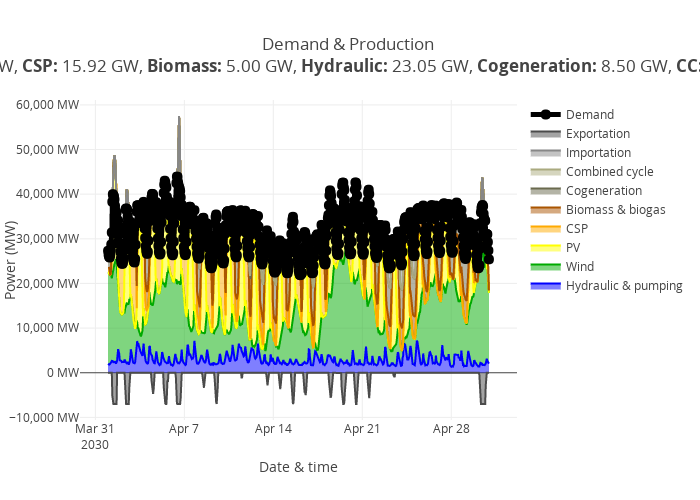 Demand & Production
W, CSP: 15.92 GW, Biomass: 5.00 GW, Hydraulic: 23.05 GW, Cogeneration: 8.50 GW, CC:
60,000 MW
50,000 MW
40,000 MW
30,000 MW
20,000 MW
10,000 MW
0 MW
−10,000 MW
Power (MW)
Mar 31
2030
Apr 7
Apr 14
Apr 21
Apr 28
Date & time
Demand
Exportation
Importation
Combined cycle
Cogeneration
Biomass & biogas
CSP
PV
Wind
Hydraulic & pumping